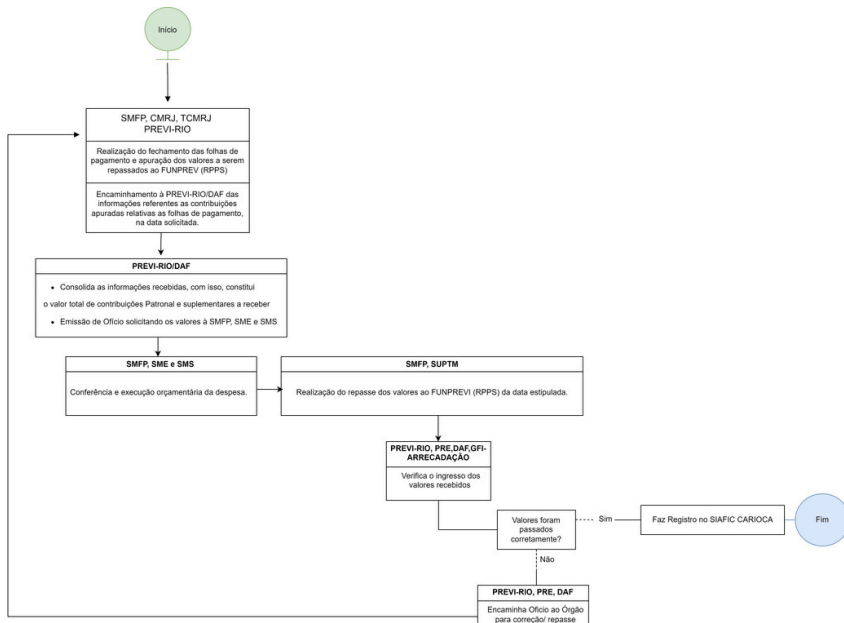 Início
SMFP, CMRJ, TCMRJ
PREVI-RIO
Realização do fechamento das folhas de
pagamento e apuração dos valores a serem
repassados ao FUNPREV (RPPS)
Encaminhamento à PREVI-RIO/DAF das
informações referentes as contribuições
apuradas relativas as folhas de pagamento,
na data solicitada.
PREVI-RIO/DAF
• Consolida as informações recebidas, com isso, constitui
o valor total de contribuições Patronal e suplementares a receber
• Emissão de Ofício solicitando os valores à SMFP, SME e SMS
SMFP, SME e SMS
Conferência e execução orçamentária da despesa.
SMFP, SUPTM
Realização do repasse dos valores ao FUNPREVI (RPPS) da data estipulada.
PREVI-RIO, PRE,DAF,GFI-
ARRECADAÇÃO
Verifica o ingresso dos
valores recebidos
Valores foram
passados
corretamente?
Sim
Faz Registro no SIAFIC CARIOCA
Fim
Não
PREVI-RIO, PRE, DAF
Encaminha Oficio ao Órgão
para correção/ repasse